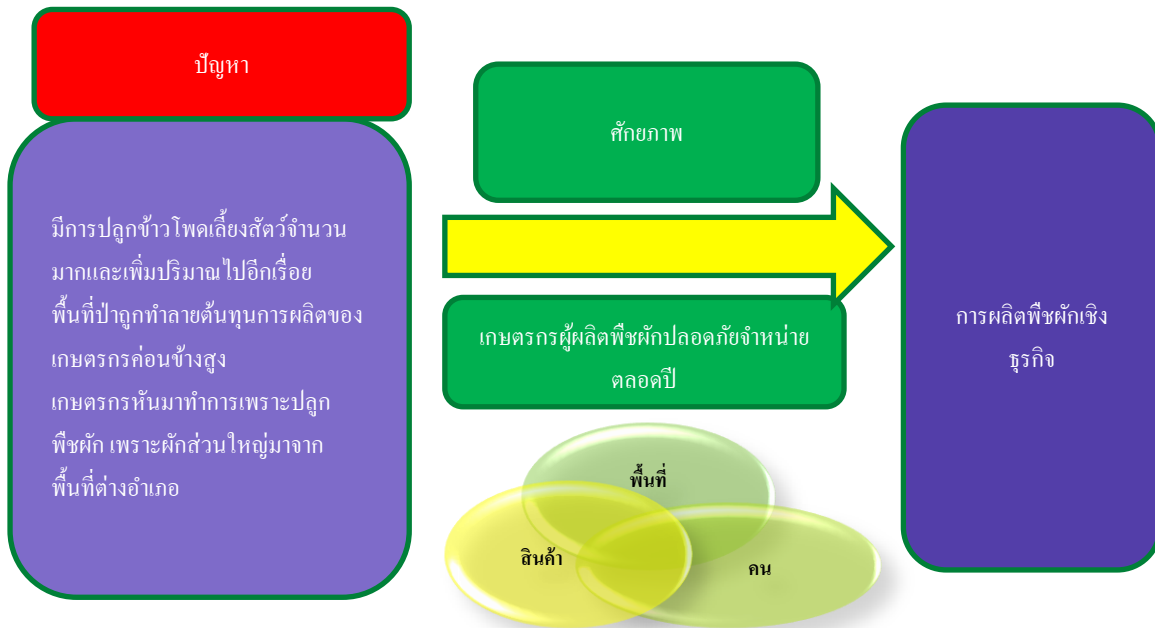 ปัญหา
มีการปลูกข้าวโพดเลี้ยงสัตว์จำนวน
มากและเพิ่มปริมาณไปอีกเรื่อย
พื้นที่ป่าถูกทำลายต้นทุนการผลิตของ
เกษตรกรค่อนข้างสูง
เกษตรกรหันมาทำการเพราะปลูก
พืชผัก เพราะผักส่วนใหญ่มาจาก
พื้นที่ต่างอำเภอ
ศักยภาพ
เกษตรกรผู้ผลิตพืชผักปลอดภัยจำหน่าย
ตลอดปี
พื้นที่
สินค้า
คน
การผลิตพืชผักเชิง
ธุรกิจ